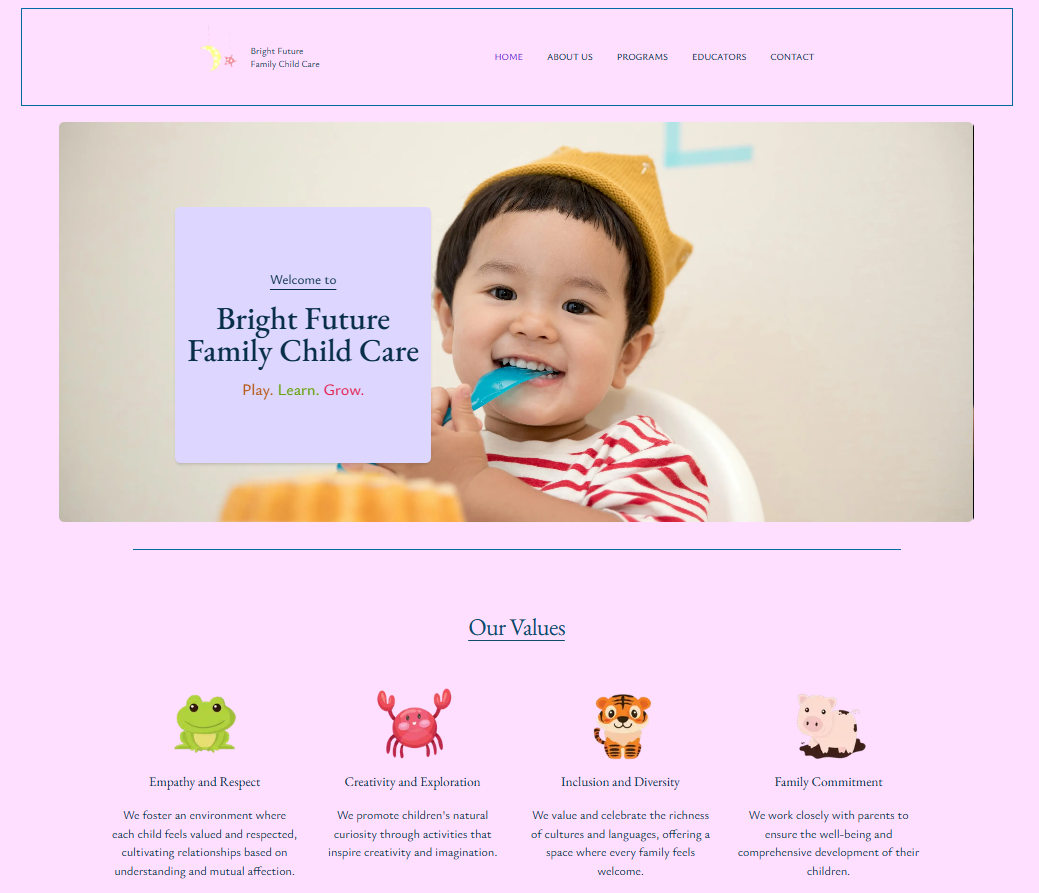 Bright Future
Family Child Care
HOME ABOUT US PROGRAMS EDUCATORS CONTACT
Welcome to
Bright Future
Family Child Care
Play. Learn. Grow.
Our Values
Empathy and Respect
We foster an environment where
each child feels valued and respected,
cultivating relationships based on
understanding and mutual affection.
Creativity and Exploration
We promote children's natural
curiosity through activities that
inspire creativity and imagination.
Inclusion and Diversity
We value and celebrate the richness
of cultures and languages, offering a
space where every family feels
welcome.
Family Commitment
We work closely with parents to
ensure the well-being and
comprehensive development of their
children.